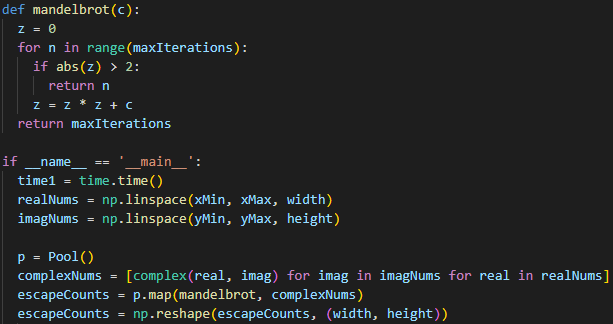 def mandelbrot(c):
  z = 0
  for n in range(maxIterations):
    if abs(z) > 2:
      return n
    z = z * z + c
  return maxIterations

if __name__ == '__main__':
  time1 = time.time()
  realNums = np.linspace(xMin, xMax, width)
  imagNums = np.linspace(yMin, yMax, height)

  p = Pool()
  complexNums = [complex(real, imag) for imag in imagNums for real in realNums]
  escapeCounts = p.map(mandelbrot, complexNums)
  escapeCounts = np.reshape(escapeCounts, (width, height))